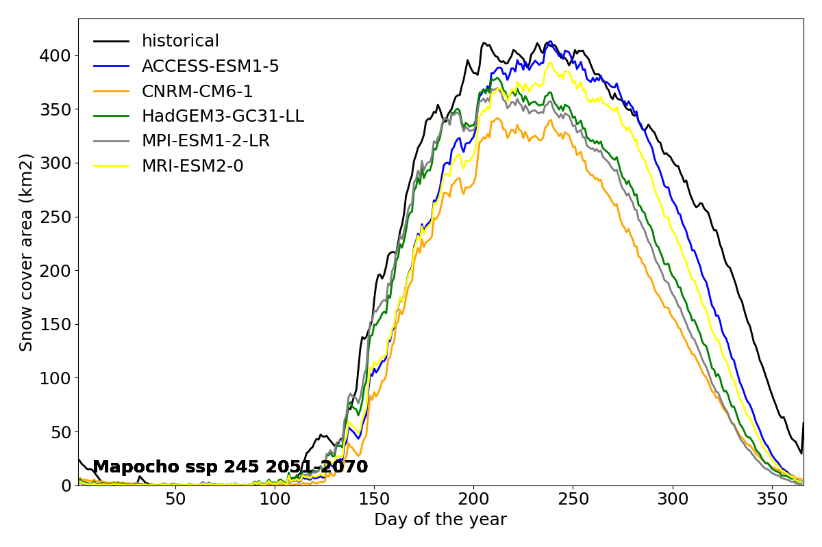 historical
ACCESS-ESM1-5
CNRM-CM6-1
HadGEM3-GC31-LL
MPI-ESM1-2-LR
MRI-ESM2-0
Snow cover area (km2)
400
350
300
250
200
150
100
50
0
Mapocho ssp 245 2051-2070
50 100 150 200 250 300 350
Day of the year